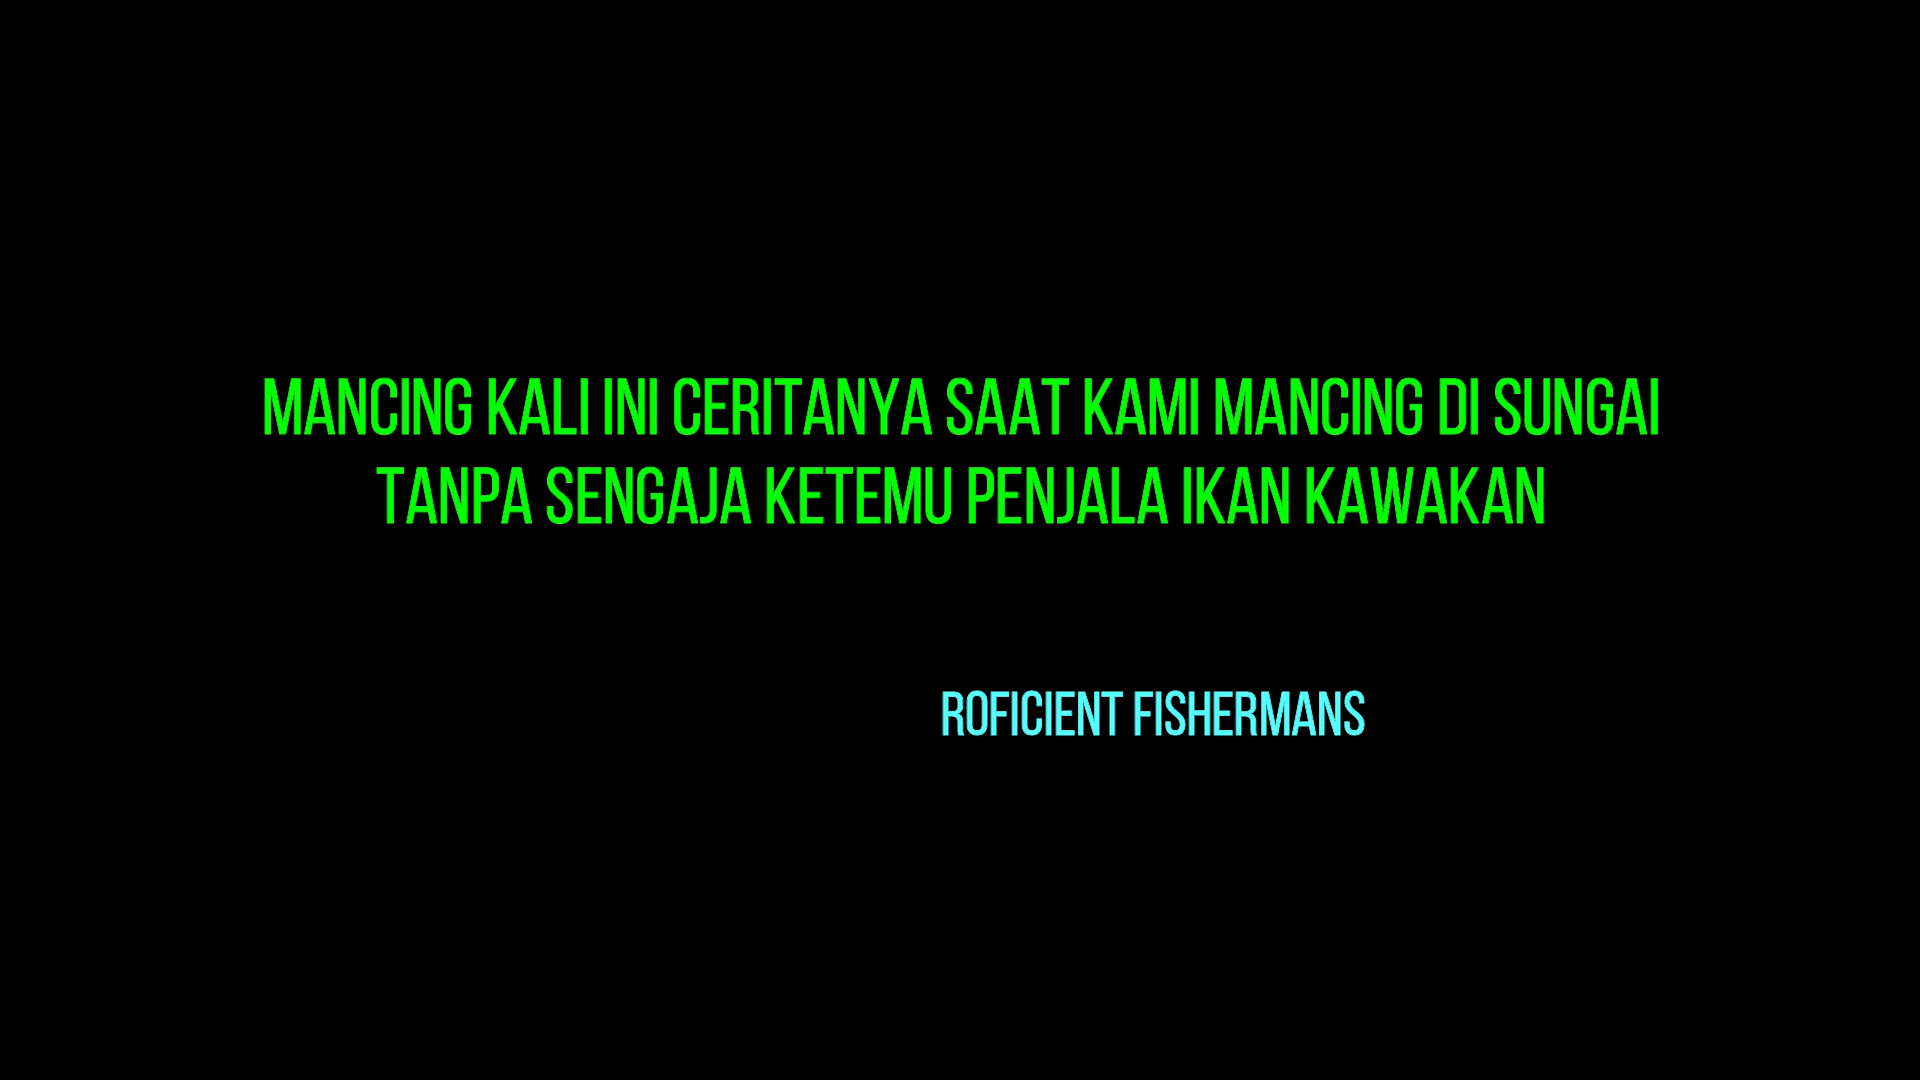 MANCING KALI INI CERITANYA SAAT KAMI MANCING DI SUNGAI
TANPA SENGAJA KETEMU PENJALA IKAN KAWAKAN
ROFICIENT FISHERMANS